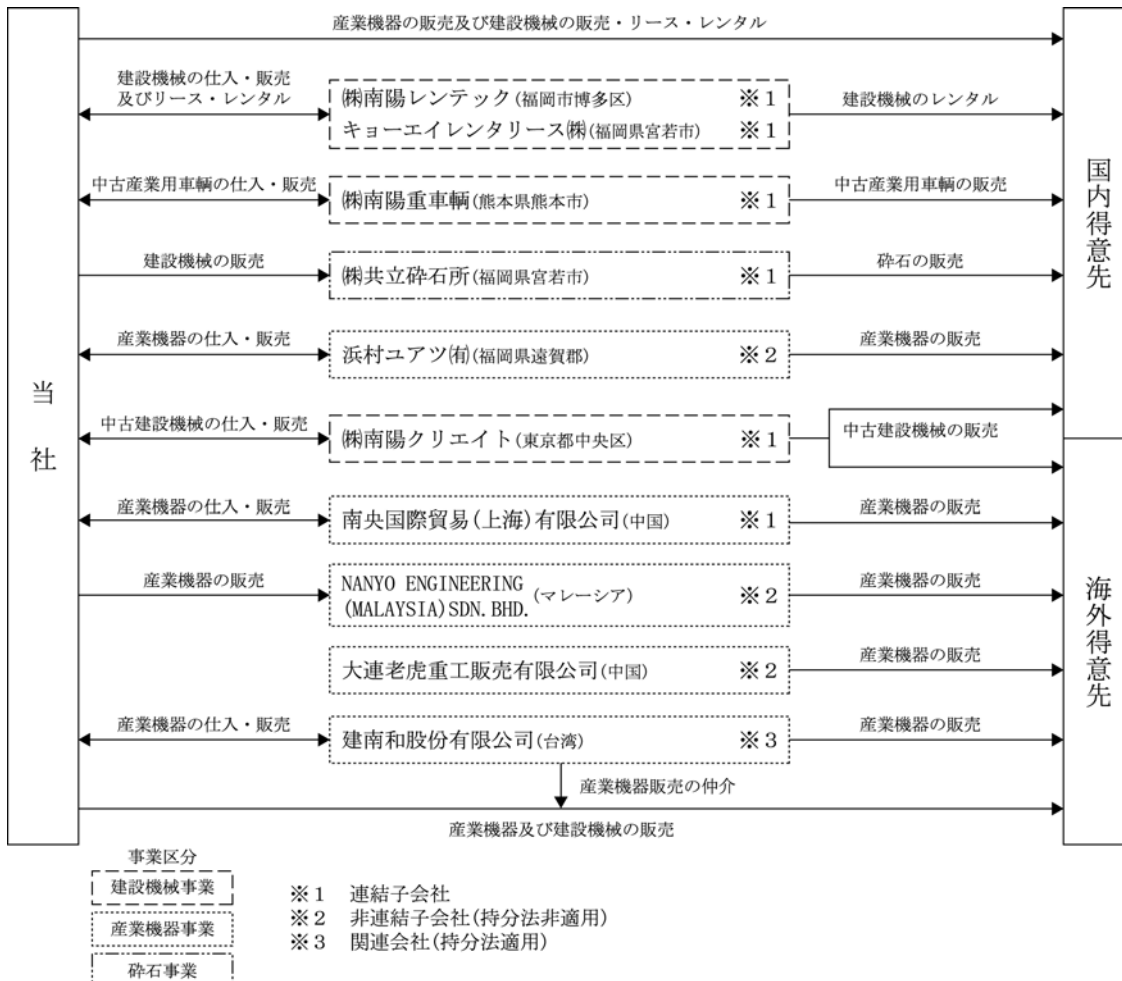 産業機器の販売及び建設機械の販売・リース・レンタル
建設機械の仕入・販売
及びリース・レンタル
㈱南陽レンテック(福岡市博多区) ※1
キョーエイレンタリース㈱(福岡県宮若市) ※1
建設機械のレンタル
中古産業用車輌の仕入・販売
㈱南陽重車輌(熊本県熊本市) ※1
中古産業用車輌の販売
建設機械の販売
㈱共立砕石所(福岡県宮若市) ※1
砕石の販売
産業機器の仕入・販売
浜村ユアツ㈲(福岡県遠賀郡) ※2
産業機器の販売
中古建設機械の仕入・販売
㈱南陽クリエイト(東京都中央区) ※1
中古建設機械の販売
産業機器の仕入・販売
南央国際貿易(上海)有限公司(中国) ※1
産業機器の販売
産業機器の販売
NANYO ENGINEERING
(MALAYSIA)SDN.BHD. (マレーシア) ※2
産業機器の販売
大連老虎重工販売有限公司(中国) ※2
産業機器の販売
産業機器の仕入・販売
建南和股份有限公司(台湾) ※3
産業機器の販売
産業機器販売の仲介
産業機器及び建設機械の販売
当社
国内得意先
海外得意先
事業区分
建設機械事業
産業機器事業
砕石事業
※1 連結子会社
※2 非連結子会社(持分法非適用)
※3 関連会社(持分法適用)